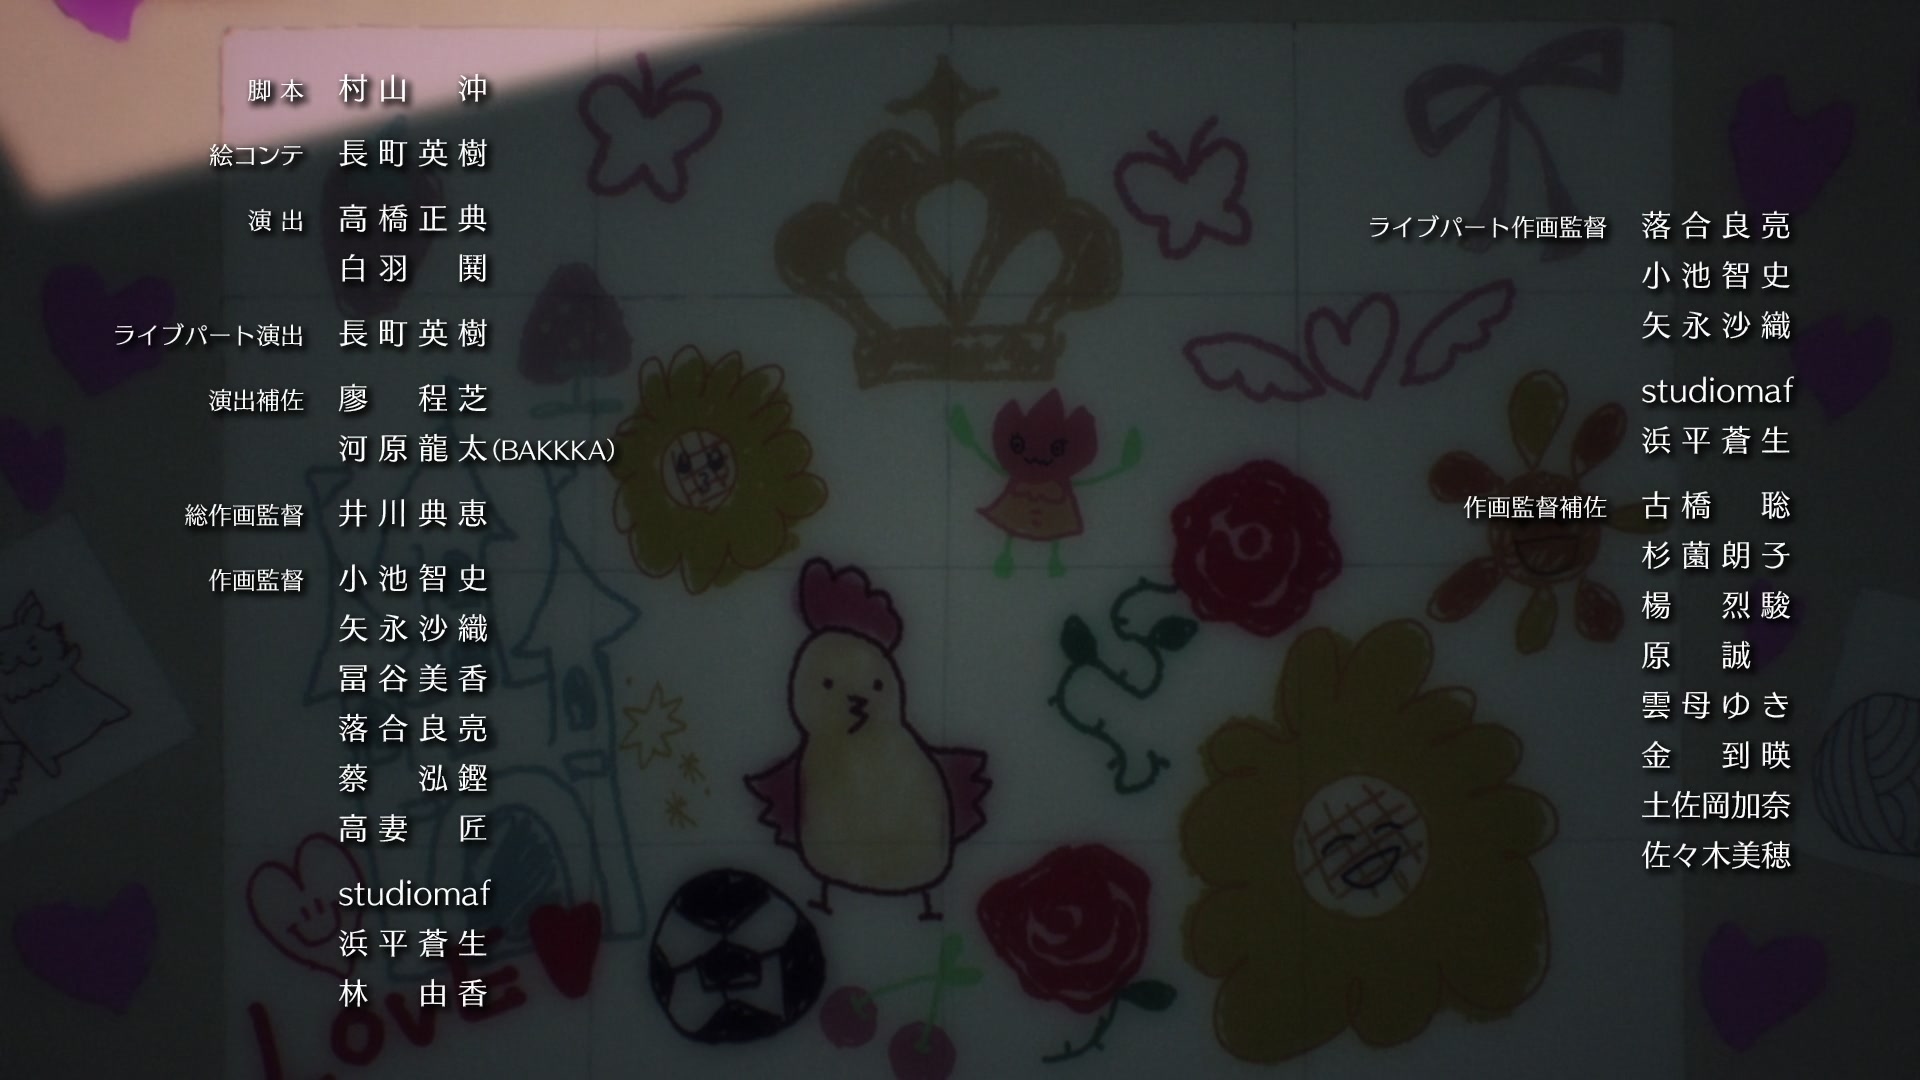 脚本 村山 沖
絵コンテ 長町英樹
演出 高橋正典
白羽 鬨
ライブパート演出 長町英樹
演出補佐 廖 程芝
河原龍太(BAKKKA)
総作画監督 井川典恵
作画監督 小池智史
矢永沙織
冨谷美香
落合良亮
蔡 泓鏗
高妻 匠
studiomaf
浜平蒼生
林 由香
ライブパート作画監督 落合良亮
小池智史
矢永沙織
studiomaf
浜平蒼生
作画監督補佐 古橋 聡
杉薗朗子
楊 烈駿
原 誠
雲母ゆき
金 到暎
土佐岡加奈
佐々木美穂
LOVE